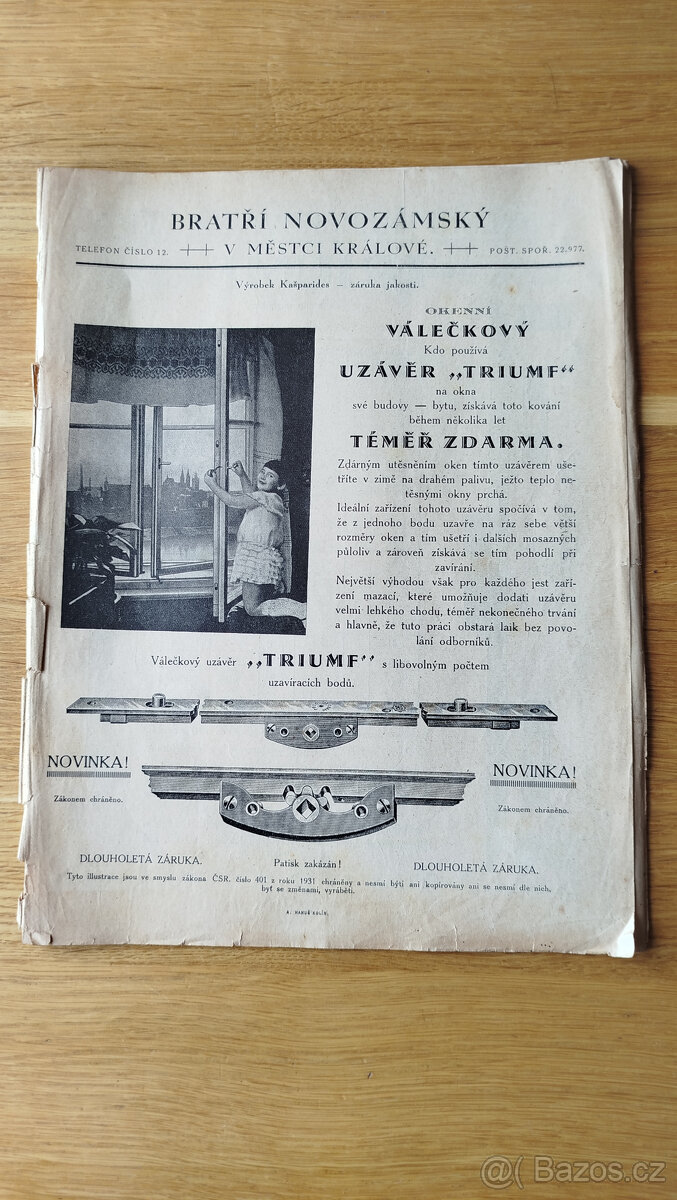 BRATŘÍ NOVOZÁMSKÝ
TELEFON ČÍSLO 12. V MĚSTCI KRÁLOVÉ. POŠT. SPOŘ. 22.977.
Výrobek Kašparides – záruka jakosti.
OKENNÍ
VÁLEČKOVÝ
Kdo používá
UZÁVĚR „TRIUMF“
na okna
své budovy — bytu, získává toto kování
během několika let
TÉMĚŘ ZDARMA.
Zdárným utěsněním oken tímto uzávěrem uše-
tříte v zimě na drahém palivu, ježto teplo ne-
těsnými okny prchá.
Ideální zařízení tohoto uzávěru spočívá v tom,
že z jednoho bodu uzavře na ráz sebe větší
rozměry oken a tím ušetří i dalších mosazných
půloliv a zároveň získává se tím pohodlí při
zavírání.
Největší výhodou však pro každého jest zaří-
zení mazací, které umožňuje dodati uzávěru
velmi lehkého chodu, téměř nekonečného trvání
a hlavně, že tuto práci obstará laik bez povo-
lání odborníků.
Válečkový uzávěr „TRIUMF“ s libovolným počtem
uzavíracích bodů.
NOVINKA!
Zákonem chráněno.
NOVINKA!
Zákonem chráněno.
DLOUHOLETÁ ZÁRUKA. Patisk zakázán! DLOUHOLETÁ ZÁRUKA.
Tyto illustrace jsou ve smyslu zákona ČSR. číslo 401 z roku 1931 chráněny a nesmí býti ani kopírovány ani se nesmí dle nich,
byť se změnami, vyráběti.
A. HANUŠ KOLÍN.
@( Bazos.cz